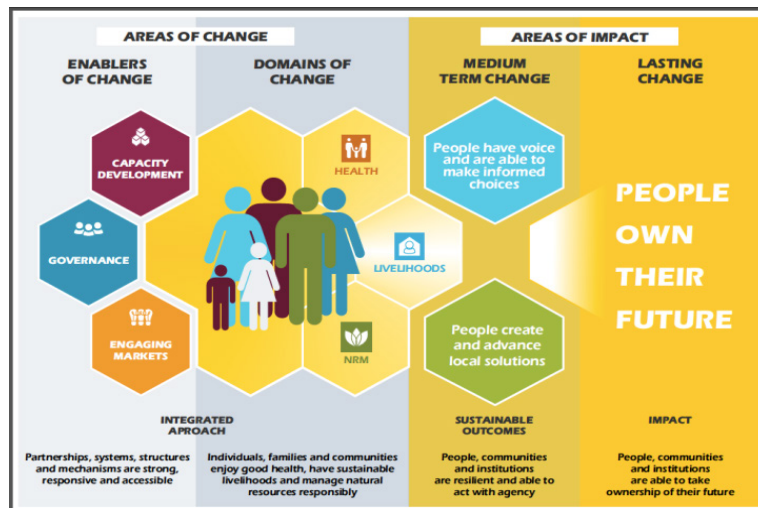 AREAS OF CHANGE
AREAS OF IMPACT
ENABLERS
OF CHANGE
DOMAINS OF
CHANGE
MEDIUM
TERM CHANGE
LASTING
CHANGE
CAPACITY
DEVELOPMENT
GOVERNANCE
ENGAGING
MARKETS
HEALTH
LIVELIHOODS
NRM
People have voice
and are able to
make informed
choices
People create
and advance
local solutions
PEOPLE
OWN
THEIR
FUTURE
INTEGRATED
APROACH
Partnerships, systems, structures
and mechanisms are strong,
responsive and accessible
Individuals, families and communities
enjoy good health, have sustainable
livelihoods and manage natural
resources responsibly
SUSTAINABLE
OUTCOMES
People, communities
and institutions
are resilient and able to
act with agency
IMPACT
People, communities
and institutions
are able to take
ownership of their future